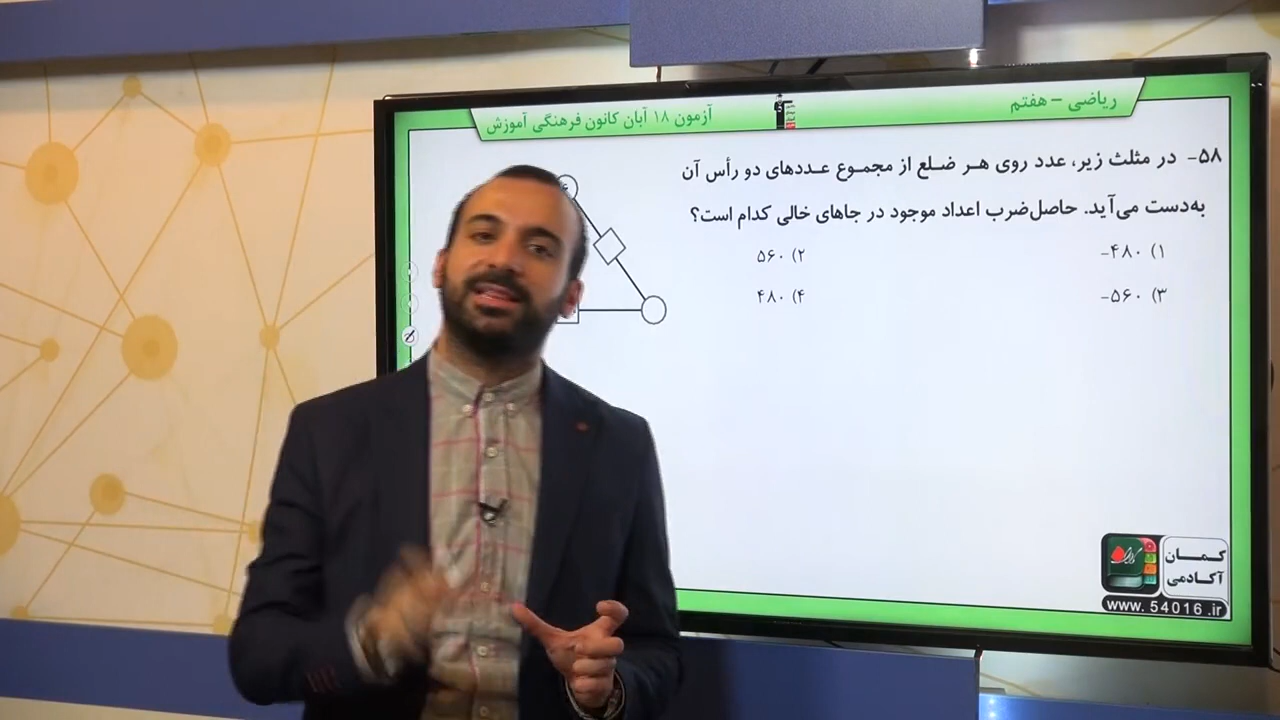 ریاضی – هفتم
آزمون ۱۸ آبان کانون فرهنگی آموزش
۵۸- در مثلث زیر، عدد روی هر ضلع از مجموع عددهای دو رأس آن
به‌دست می‌آید. حاصل‌ضرب اعداد موجود در جاهای خالی کدام است؟
۱) ۴۸۰-
۲) ۵۶۰
۳) ۵۶۰-
۴) ۴۸۰
کمان
آکادمی
www.54016.ir